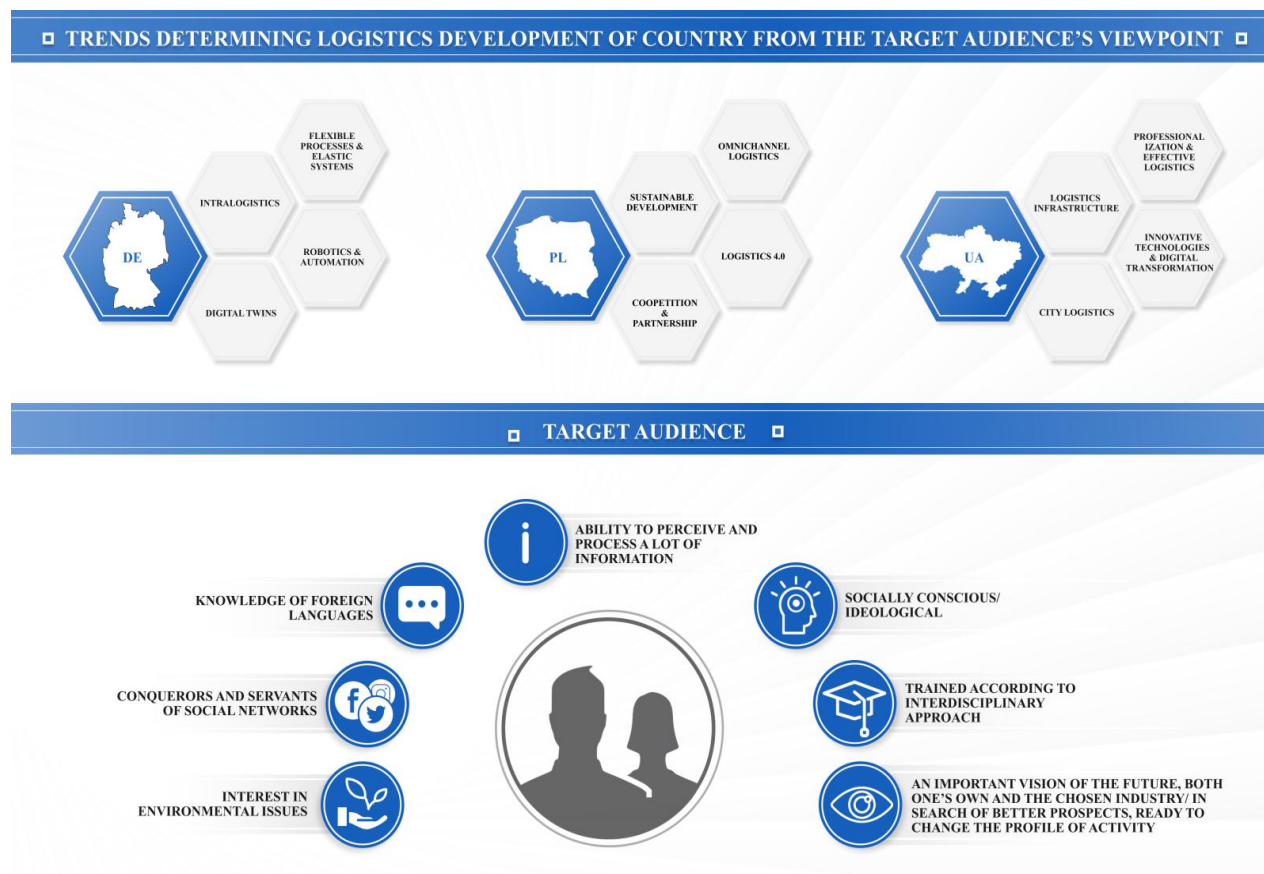 TRENDS DETERMINING LOGISTICS DEVELOPMENT OF COUNTRY FROM THE TARGET AUDIENCE'S VIEWPOINT
DE
INTRALOGISTICS
FLEXIBLE
PROCESSES &
ELASTIC
SYSTEMS
ROBOTICS &
AUTOMATION
DIGITAL TWINS
PL
SUSTAINABLE
DEVELOPMENT
OMNICHANNEL
LOGISTICS
LOGISTICS 4.0
COOPETITION
&
PARTNERSHIP
UA
LOGISTICS
INFRASTRUCTURE
PROFESSIONAL
IZATION &
EFFECTIVE
LOGISTICS
INNOVATIVE
TECHNOLOGIES
& DIGITAL
TRANSFORMATION
CITY LOGISTICS
TARGET AUDIENCE
ABILITY TO PERCEIVE AND
PROCESS A LOT OF
INFORMATION
KNOWLEDGE OF FOREIGN
LANGUAGES
SOCIALLY CONSCIOUS/
IDEOLOGICAL
CONQUERORS AND SERVANTS
OF SOCIAL NETWORKS
TRAINED ACCORDING TO
INTERDISCIPLINARY
APPROACH
INTEREST IN
ENVIRONMENTAL ISSUES
AN IMPORTANT VISION OF THE FUTURE, BOTH
ONE'S OWN AND THE CHOSEN INDUSTRY/ IN
SEARCH OF BETTER PROSPECTS, READY TO
CHANGE THE PROFILE OF ACTIVITY